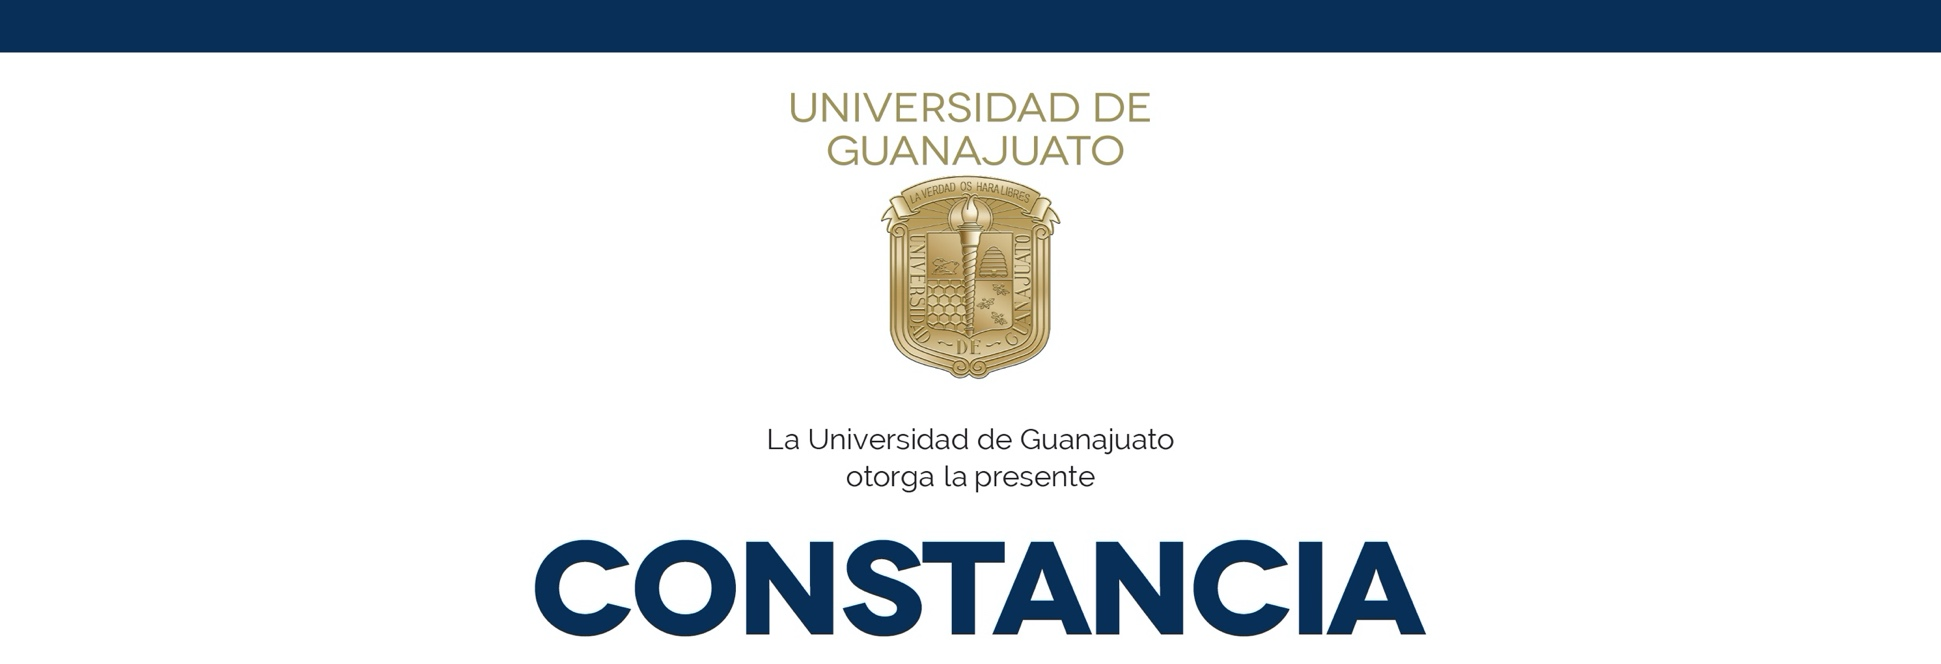 UNIVERSIDAD DE
GUANAJUATO
LA VERDAD OS HARA LIBRES
UNIVERSIDAD
DE
GUANAJUATO
La Universidad de Guanajuato
otorga la presente
CONSTANCIA